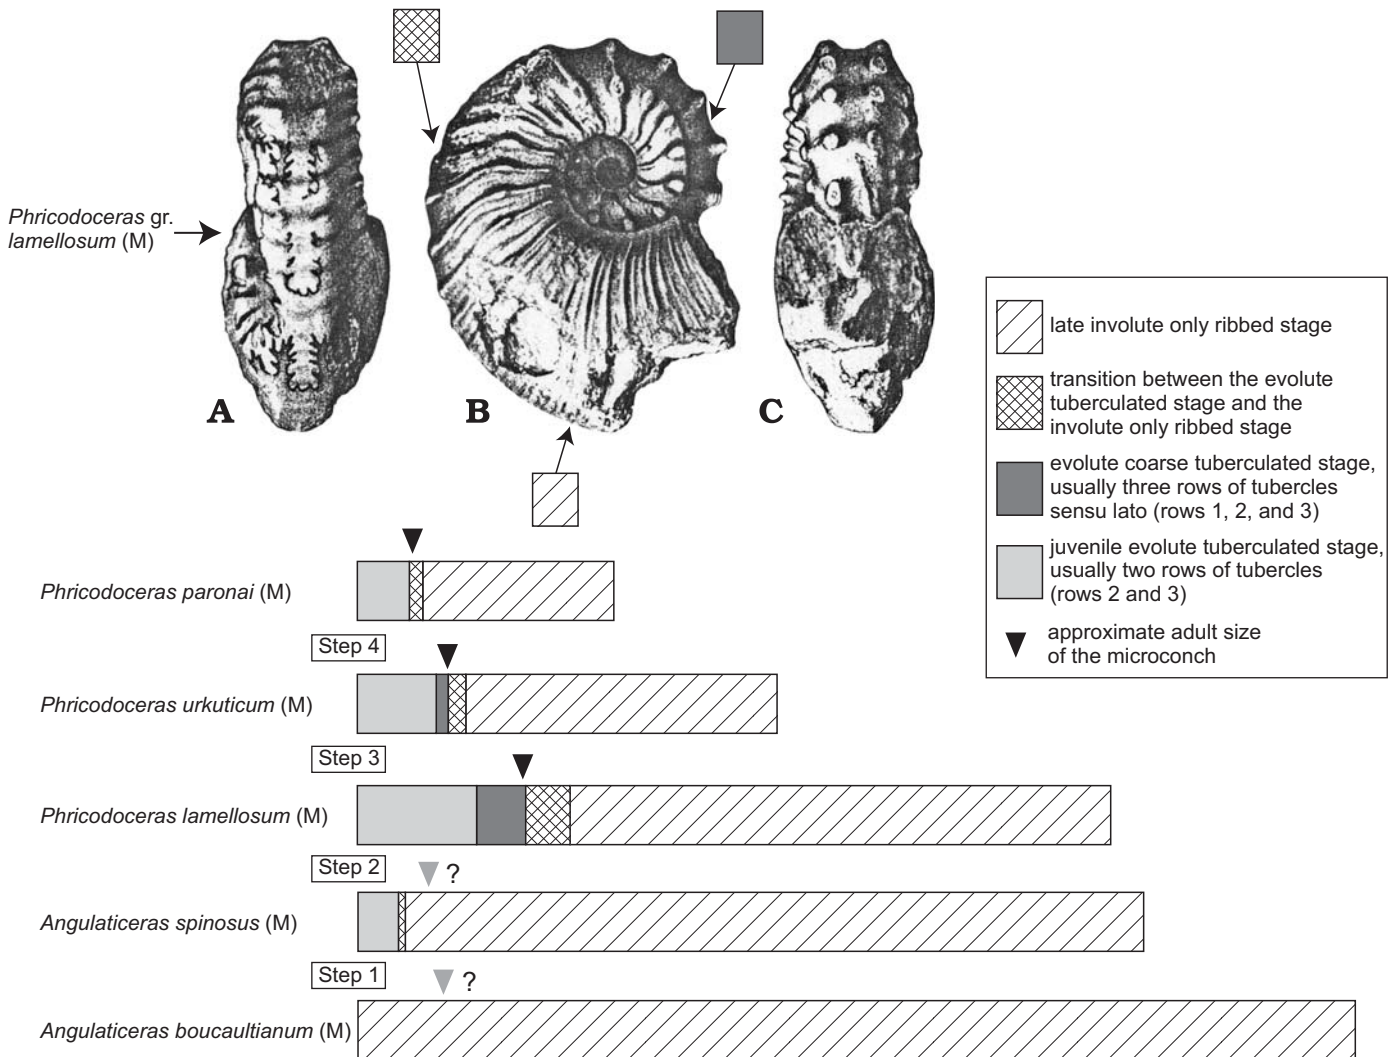 Phricodoceras gr.
lamellosum (M)
A
B
C
late involute only ribbed stage
transition between the evolute
tuberculated stage and the
involute only ribbed stage
evolute coarse tuberculated stage,
usually three rows of tubercles
sensu lato (rows 1, 2, and 3)
juvenile evolute tuberculated stage,
usually two rows of tubercles
(rows 2 and 3)
approximate adult size
of the microconch
Phricodoceras paronai (M)
Step 4
Phricodoceras urkuticum (M)
Step 3
Phricodoceras lamellosum (M)
Step 2
?
Angulaticeras spinosus (M)
Step 1
?
Angulaticeras boucaultianum (M)